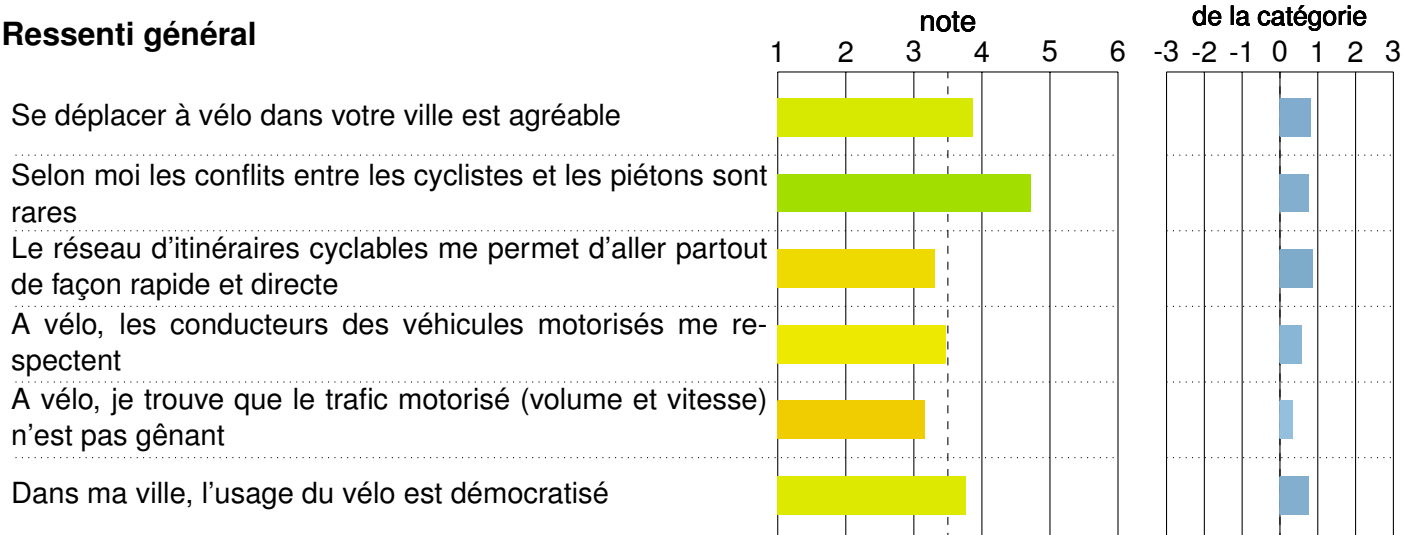 Ressenti général
note
de la catégorie
1 2 3 4 5 6
-3 -2 -1 0 1 2 3
Se déplacer à vélo dans votre ville est agréable
Selon moi les conflits entre les cyclistes et les piétons sont
rares
Le réseau d'itinéraires cyclables me permet d'aller partout
de façon rapide et directe
A vélo, les conducteurs des véhicules motorisés me re-
spectent
A vélo, je trouve que le trafic motorisé (volume et vitesse)
n'est pas gênant
Dans ma ville, l'usage du vélo est démocratisé